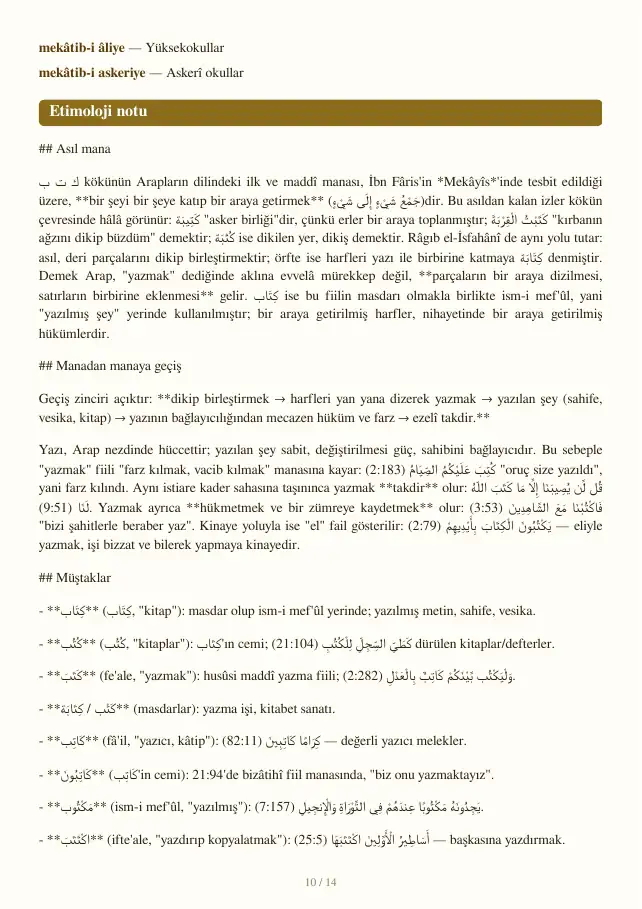 mekâtib-i âliye — Yüksekokullar
mekâtib-i askeriye — Askerî okullar
Etimoloji notu
## Asıl mana
ك ت ب kökünün Arapların dilindeki ilk ve maddî manası, İbn Fâris'in *Mekâyîs*'inde tesbit edildiği
üzere, **bir şeyi bir şeye katıp bir araya getirmek** (جَمْعُ شَيْءٍ إِلَى شَيْءٍ)dir. Bu asıldan kalan izler kökün
çevresinde hâlâ görünür: كَتِيبَة "asker birliği"dir, çünkü erler bir araya toplanmıştır; كَتَبْتُ الْقِرْبَةَ "kırbanın
ağzını dikip büzdüm" demektir; كُتْبَة ise dikilen yer, dikiş demektir. Râgıb el-İsfahânî de aynı yolu tutar:
asıl, deri parçalarını dikip birleştirmektir; örfte ise harfleri yazı ile birbirine katmaya كِتَابَة denmiştir.
Demek Arap, "yazmak" dediğinde aklına evvelâ mürekkep değil, **parçaların bir araya dizilmesi,
satırların birbirine eklenmesi** gelir. كِتَاب ise bu fiilin masdarı olmakla birlikte ism-i mef'ûl, yani
"yazılmış şey" yerinde kullanılmıştır; bir araya getirilmiş harfler, nihayetinde bir araya getirilmiş
hükümlerdir.
## Manadan manaya geçiş
Geçiş zinciri açıktır: **dikip birleştirmek → harfleri yan yana dizerek yazmak → yazılan şey (sahife,
vesika, kitap) → yazının bağlayıcılığından mecazen hüküm ve farz → ezelî takdir.**
Yazı, Arap nezdinde hüccettir; yazılan şey sabit, değiştirilmesi güç, sahibini bağlayıcıdır. Bu sebeple
"yazmak" fiili "farz kılmak, vacib kılmak" manasına kayar: (2:183) كُتِبَ عَلَيْكُمُ الصِّيَامُ "oruç size yazıldı",
yani farz kılındı. Aynı istiare kader sahasına taşınınca yazmak **takdir** olur: قُل لَّن يُصِيبَنَا إِلَّا مَا كَتَبَ اللَّهُ
لَنَا (9:51). Yazmak ayrıca **hükmetmek ve bir zümreye kaydetmek** olur: (3:53) فَاكْتُبْنَا مَعَ الشَّاهِدِينَ
"bizi şahitlerle beraber yaz". Kinaye yoluyla ise "el" fail gösterilir: (2:79) يَكْتُبُونَ الْكِتَابَ بِأَيْدِيهِمْ — eliyle
yazmak, işi bizzat ve bilerek yapmaya kinayedir.
## Müştaklar
- **كِتَاب** (كِتَاب, "kitap"): masdar olup ism-i mef'ûl yerinde; yazılmış metin, sahife, vesika.
- **كُتُب** (كُتُب, "kitaplar"): كِتَاب'ın cemi; (21:104) كَطَيِّ السِّجِلِّ لِلْكُتُبِ dürülen kitaplar/defterler.
- **كَتَبَ** (fe'ale, "yazmak"): husûsi maddî yazma fiili; (2:282) وَلْيَكْتُب بَّيْنَكُمْ كَاتِبٌ بِالْعَدْلِ.
- **كَتْب / كِتَابَة** (masdarlar): yazma işi, kitabet sanatı.
- **كَاتِب** (fâ'il, "yazıcı, kâtip"): (82:11) كِرَامًا كَاتِبِينَ — değerli yazıcı melekler.
- **كَاتِبُونَ** (كَاتِب'in cemi): 21:94'de bizâtihî fiil manasında, "biz onu yazmaktayız".
- **مَكْتُوب** (ism-i mef'ûl, "yazılmış"): (7:157) يَجِدُونَهُ مَكْتُوبًا عِندَهُمْ فِي التَّوْرَاةِ وَالْإِنجِيلِ.
- **اكْتَتَبَ** (ifte'ale, "yazdırıp kopyalatmak"): (25:5) أَسَاطِيرُ الْأَوَّلِينَ اكْتَتَبَهَا — başkasına yazdırmak.
10 / 14